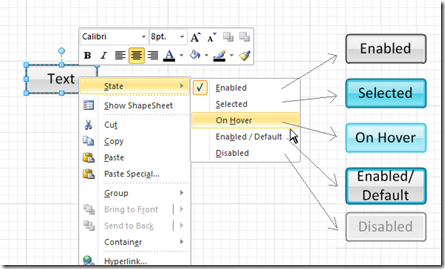 Calibri 8pt. A A
B I A
Text
State
Show ShapeSheet
Cut
Copy
Paste
Paste Special...
Group
Bring to Front
Send to Back
Container
Hyperlink...
Enabled
Selected
On Hover
Enabled / Default
Disabled
Enabled
Selected
On Hover
Enabled/
Default
Disabled